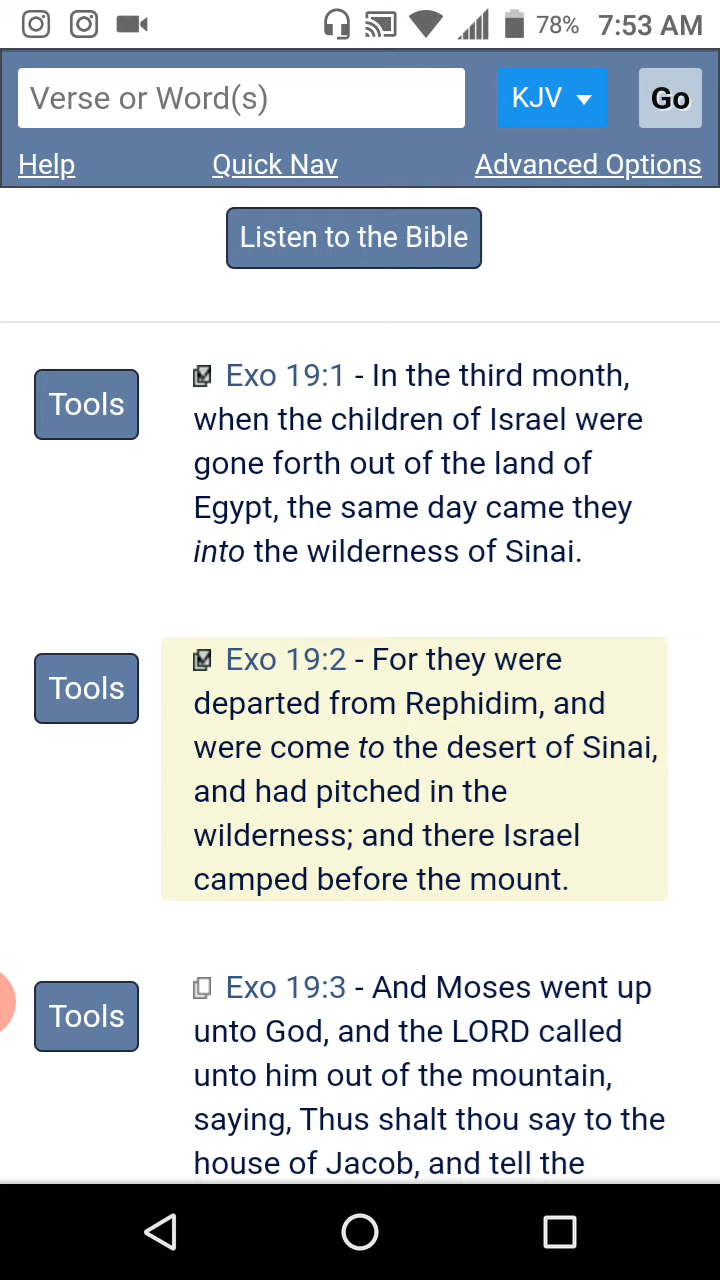 78% 7:53 AM
Verse or Word(s) KJV Go
Help Quick Nav Advanced Options
Listen to the Bible
Tools
Exo 19:1 - In the third month,
when the children of Israel were
gone forth out of the land of
Egypt, the same day came they
into the wilderness of Sinai.
Tools
Exo 19:2 - For they were
departed from Rephidim, and
were come to the desert of Sinai,
and had pitched in the
wilderness; and there Israel
camped before the mount.
Tools
Exo 19:3 - And Moses went up
unto God, and the LORD called
unto him out of the mountain,
saying, Thus shalt thou say to the
house of Jacob, and tell the